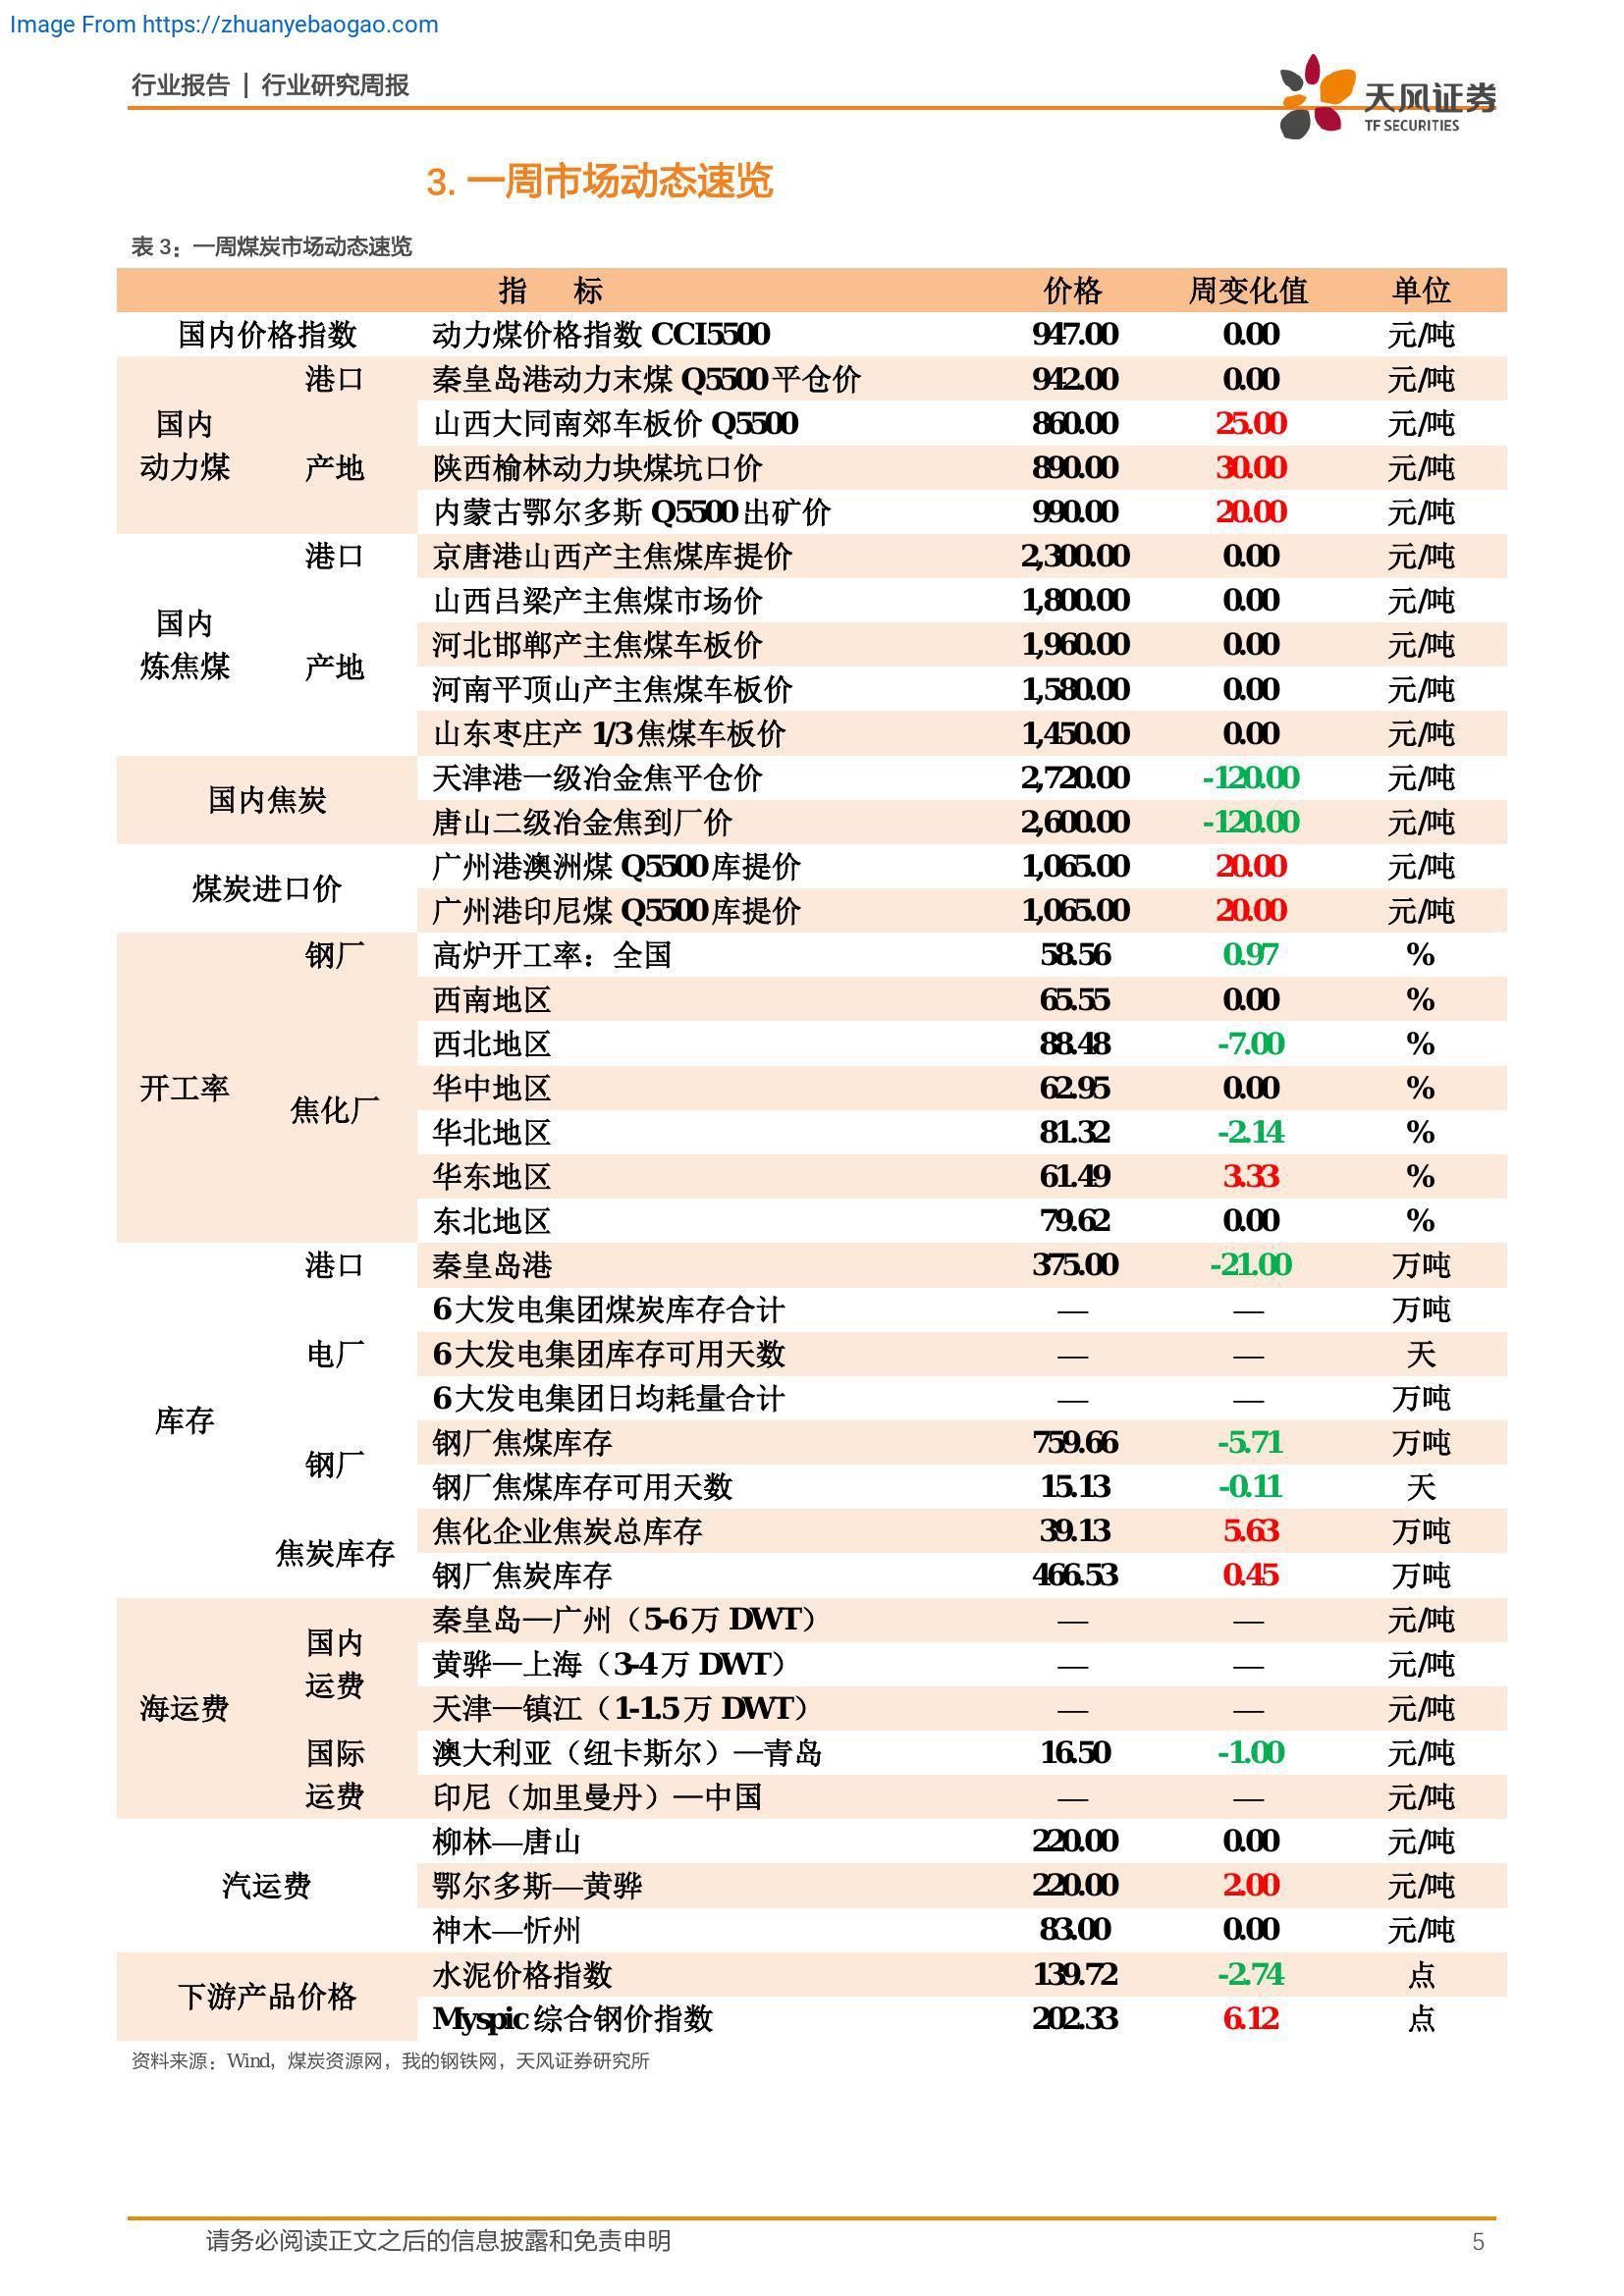 Image From https://zhuanyebaogao.com
行业报告 | 行业研究周报
天风证券
TF SECURITIES
3. 一周市场动态速览
表 3：一周煤炭市场动态速览
指 标 价格 周变化值 单位
国内价格指数 动力煤价格指数 CCI5500 947.00 0.00 元/吨
国内动力煤 港口 秦皇岛港动力末煤 Q5500 平仓价 942.00 0.00 元/吨
产地 山西大同南郊车板价 Q5500 860.00 25.00 元/吨
陕西榆林动力块煤坑口价 890.00 30.00 元/吨
内蒙古鄂尔多斯 Q5500 出矿价 990.00 20.00 元/吨
国内炼焦煤 港口 京唐港山西产主焦煤库提价 2,300.00 0.00 元/吨
产地 山西吕梁产主焦煤市场价 1,800.00 0.00 元/吨
河北邯郸产主焦煤车板价 1,960.00 0.00 元/吨
河南平顶山产主焦煤车板价 1,580.00 0.00 元/吨
山东枣庄产 1/3 焦煤车板价 1,450.00 0.00 元/吨
国内焦炭 天津港一级冶金焦平仓价 2,720.00 -120.00 元/吨
唐山二级冶金焦到厂价 2,600.00 -120.00 元/吨
煤炭进口价 广州港澳洲煤 Q5500 库提价 1,065.00 20.00 元/吨
广州港印尼煤 Q5500 库提价 1,065.00 20.00 元/吨
开工率 钢厂 高炉开工率：全国 58.56 0.97 %
焦化厂 西南地区 65.55 0.00 %
西北地区 88.48 -7.00 %
华中地区 62.95 0.00 %
华北地区 81.32 -2.14 %
华东地区 61.49 3.33 %
东北地区 79.62 0.00 %
库存 港口 秦皇岛港 375.00 -21.00 万吨
电厂 6 大发电集团煤炭库存合计 — — 万吨
6 大发电集团库存可用天数 — — 天
6 大发电集团日均耗量合计 — — 万吨
钢厂 钢厂焦煤库存 759.66 -5.71 万吨
钢厂焦煤库存可用天数 15.13 -0.11 天
焦炭库存 焦化企业焦炭总库存 39.13 5.63 万吨
钢厂焦炭库存 466.53 0.45 万吨
海运费 国内运费 秦皇岛—广州（5-6 万 DWT） — — 元/吨
黄骅—上海（3-4 万 DWT） — — 元/吨
天津—镇江（1-1.5 万 DWT） — — 元/吨
国际运费 澳大利亚（纽卡斯尔）—青岛 16.50 -1.00 元/吨
印尼（加里曼丹）—中国 — — 元/吨
汽运费 柳林—唐山 220.00 0.00 元/吨
鄂尔多斯—黄骅 220.00 2.00 元/吨
神木—忻州 83.00 0.00 元/吨
下游产品价格 水泥价格指数 139.72 -2.74 点
Myspic 综合钢价指数 202.33 6.12 点
资料来源：Wind，煤炭资源网，我的钢铁网，天风证券研究所
请务必阅读正文之后的信息披露和免责申明 5